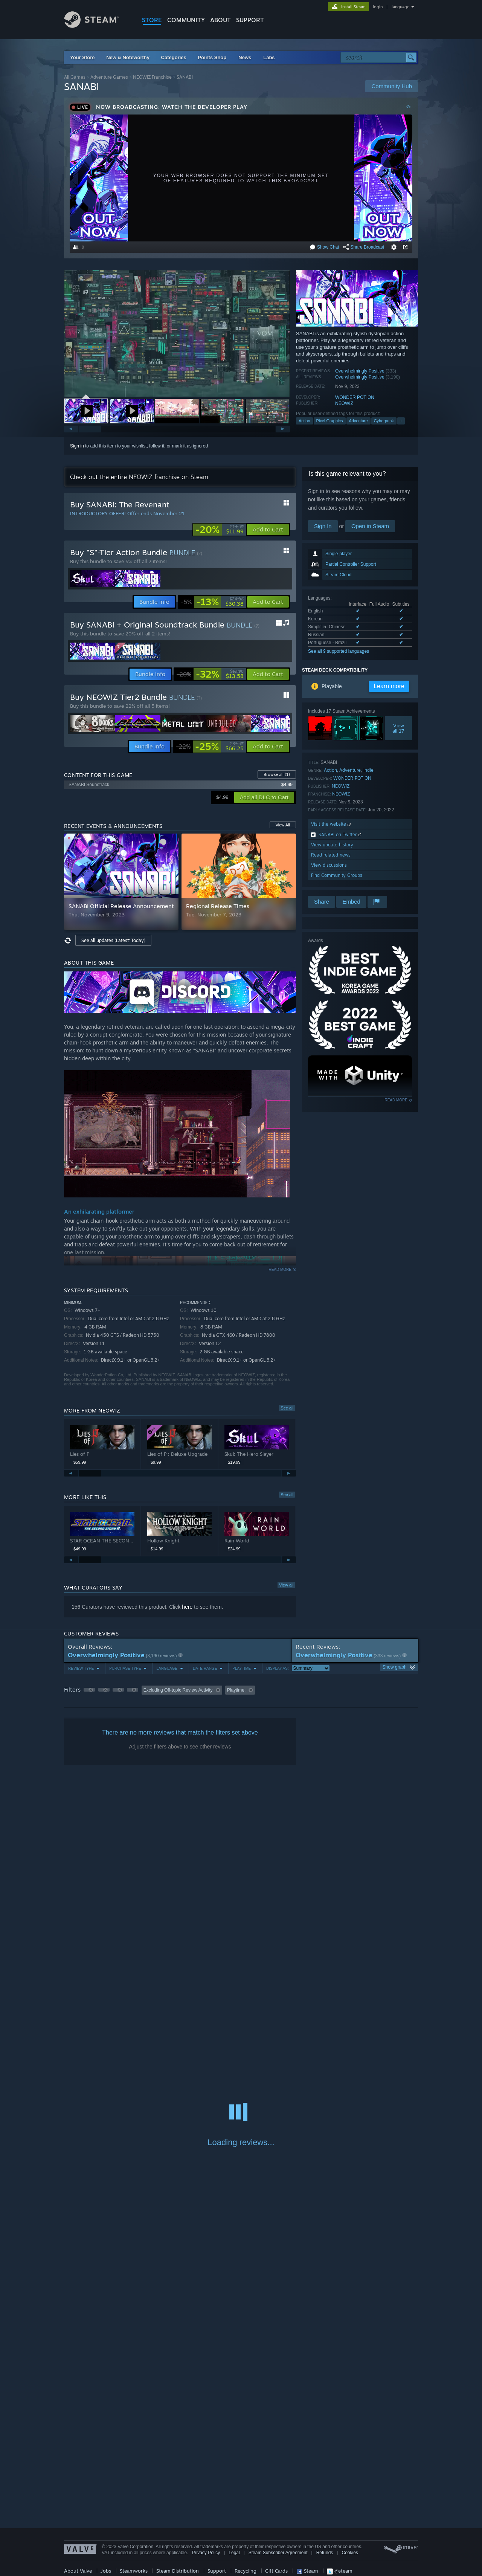 Install Steam
login | language
STEAM
STORE COMMUNITY ABOUT SUPPORT
Your Store New & Noteworthy Categories Points Shop News Labs
search
All Games Adventure Games NEOWIZ Franchise SANABI
SANABI
Community Hub
LIVE NOW BROADCASTING: WATCH THE DEVELOPER PLAY
OUT NOW
YOUR WEB BROWSER DOES NOT SUPPORT THE MINIMUM SET OF FEATURES REQUIRED TO WATCH THIS BROADCAST
OUT NOW
Show Chat Share Broadcast
SANABI
SANABI is an exhilarating stylish dystopian action-platformer. Play as a legendary retired veteran and use your signature prosthetic arm to jump over cliffs and skyscrapers, zip through bullets and traps and defeat powerful enemies.
RECENT REVIEWS: Overwhelmingly Positive
ALL REVIEWS: Overwhelmingly Positive
RELEASE DATE: Nov 9, 2023
DEVELOPER: WONDER POTION
PUBLISHER: NEOWIZ
Popular user-defined tags for this product:
Action Pixel Graphics Adventure Cyberpunk +
Sign in to add this item to your wishlist, follow it, or mark it as ignored
Check out the entire NEOWIZ franchise on Steam
Buy SANABI: The Revenant
INTRODUCTORY OFFER! Offer ends November 21
-20% $11.99 Add to Cart
Buy "S"-Tier Action Bundle BUNDLE (?)
Buy this bundle to save 5% off all 2 items!
Bundle info -5% -13% $30.38 Add to Cart
Buy SANABI + Original Soundtrack Bundle BUNDLE (?)
Buy this bundle to save 20% off all 2 items!
Bundle info -20% -32% $13.58 Add to Cart
Buy NEOWIZ Tier2 Bundle BUNDLE (?)
Buy this bundle to save 22% off all 5 items!
Bundle info -22% -25% $66.29 Add to Cart
CONTENT FOR THIS GAME Browse all (1)
SANABI Soundtrack $4.99
$4.99 Add all DLC to Cart
RECENT EVENTS & ANNOUNCEMENTS View All
SANABI Official Release Announcement
Thu, November 9, 2023
Regional Release Times
Tue, November 7, 2023
See all updates (Latest: Today)
ABOUT THIS GAME
DISCORD
You, a legendary retired veteran, are called upon for one last operation: to disband a mega-city ruled by a corrupt conglomerate. You were chosen for this mission because of your signature chain-hook prosthetic arm and the ability to maneuver and quickly defeat enemies. The mission: to hunt down a mysterious entity known as "SANABI" and uncover corporate secrets hidden deep within the city.
An exhilarating platformer
Your giant chain-hook prosthetic arm acts as both a method for quickly maneuvering around and also a way to swiftly take out your opponents. With your legendary skills, you are capable of using your prosthetic arm to jump over and climb cliffs and skyscrapers, dash through bullets and traps and defeat powerful enemies. It's time for you to come back out of retirement for one last mission.
READ MORE
SYSTEM REQUIREMENTS
MINIMUM:
OS: Windows 7+
Processor: Dual core from Intel or AMD at 2.8 GHz
Memory: 4 GB RAM
Graphics: Nvidia 450 GTS / Radeon HD 5750
DirectX: Version 11
Storage: 1 GB available space
Additional Notes: DirectX 9.1+ or OpenGL 3.2+
RECOMMENDED:
OS: Windows 10
Processor: Dual core from Intel or AMD at 2.8 GHz
Memory: 8 GB RAM
Graphics: Nvidia GTX 460 / Radeon HD 7800
DirectX: Version 12
Storage: 2 GB available space
Additional Notes: DirectX 9.1+ or OpenGL 3.2+
MORE FROM NEOWIZ See all
Lies of P
$59.99
Lies of P : Deluxe Upgrade
$9.99
Skul: The Hero Slayer
$19.99
MORE LIKE THIS See all
STAR OCEAN THE SECON...
$49.99
Hollow Knight
$14.99
Rain World
$24.99
WHAT CURATORS SAY View all
156 Curators have reviewed this product. Click here to see them.
CUSTOMER REVIEWS
Overall Reviews:
Overwhelmingly Positive
Recent Reviews:
Overwhelmingly Positive
REVIEW TYPE PURCHASE TYPE LANGUAGE DATE RANGE PLAYTIME DISPLAY AS: Summary Show graph
Filters Excluding Off-topic Review Activity Playtime:
There are no more reviews that match the filters set above
Adjust the filters above to see other reviews
Loading reviews...
Is this game relevant to you?
Sign in to see reasons why you may or may not like this based on your games, friends, and curators you follow.
Sign In or Open in Steam
Single-player
Partial Controller Support
Steam Cloud
Languages:
Interface Full Audio Subtitles
English ✔ ✔
Korean ✔ ✔
Simplified Chinese ✔ ✔
Russian ✔ ✔
Portuguese - Brazil ✔ ✔
See all 9 supported languages
STEAM DECK COMPATIBILITY
Playable Learn more
Includes 17 Steam Achievements
View all 17
TITLE: SANABI
GENRE: Action, Adventure, Indie
DEVELOPER: WONDER POTION
PUBLISHER: NEOWIZ
FRANCHISE: NEOWIZ
RELEASE DATE: Nov 9, 2023
EARLY ACCESS RELEASE DATE: Jun 20, 2022
Visit the website
SANABI on Twitter
View update history
Read related news
View discussions
Find Community Groups
Share Embed
Awards
BEST INDIE GAME
KOREA GAME AWARDS 2022
2022 BEST GAME
INDIE CRAFT
MADE WITH Unity
READ MORE
VALVE
© 2023 Valve Corporation. All rights reserved. All trademarks are property of their respective owners in the US and other countries.
VAT included in all prices where applicable. Privacy Policy | Legal | Steam Subscriber Agreement | Refunds | Cookies
STEAM
About Valve | Jobs | Steamworks | Steam Distribution | Support | Recycling | Gift Cards | Steam | @steam